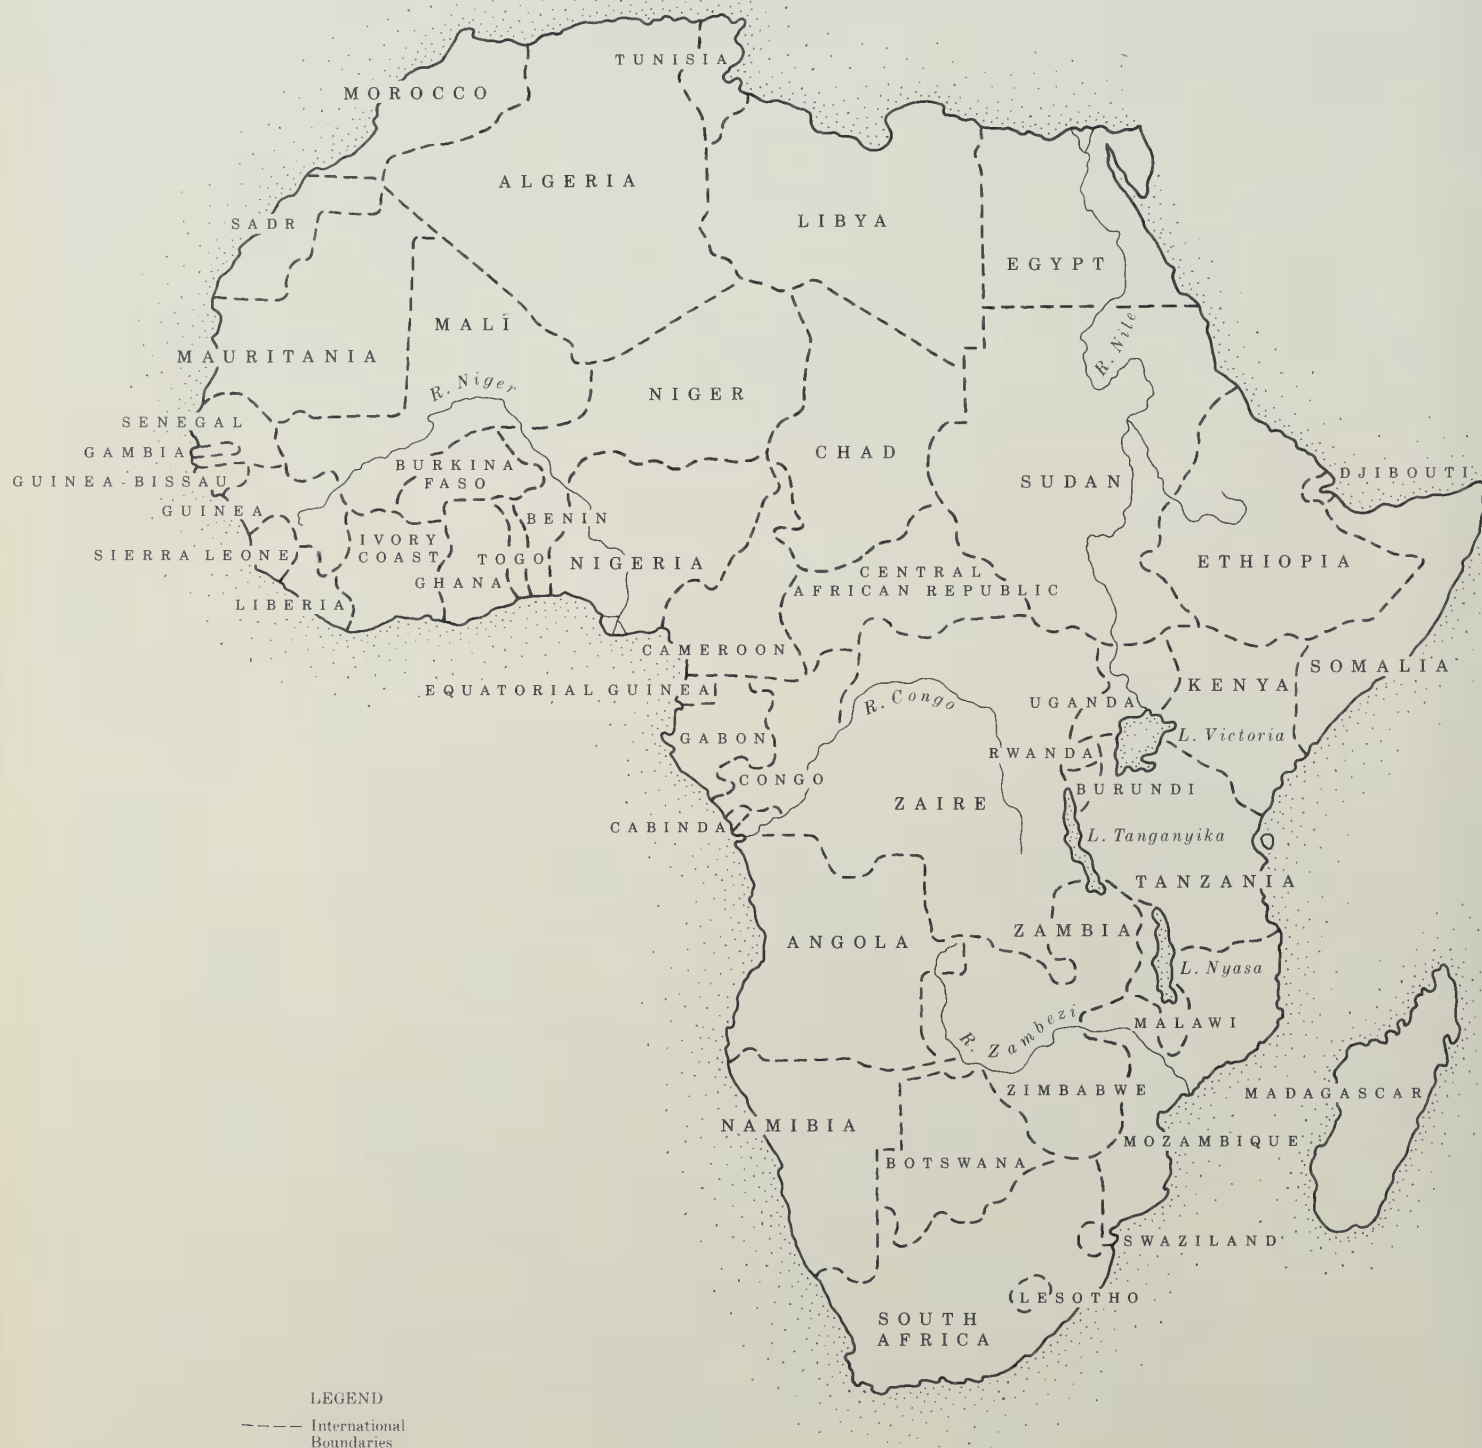 TUNISIA
MOROCCO
ALGERIA
SADR
LIBYA
EGYPT
MALI
R. Nile
MAURITANIA
R. Niger
NIGER
SENEGAL
GAMBIA
CHAD
BURKINA
FASO
DJIBOUTI
GUINEA-BISSAU
SUDAN
GUINEA
BENIN
IVORY
COAST
SIERRA LEONE
TOGO
NIGERIA
ETHIOPIA
GHANA
CENTRAL
AFRICAN REPUBLIC
LIBERIA
CAMEROON
SOMALIA
EQUATORIAL GUINEA
KENYA
R. Congo
UGANDA
GABON
L. Victoria
RWANDA
CONGO
BURUNDI
ZAIRE
CABINDA
L. Tanganyika
TANZANIA
ZAMBIA
ANGOLA
L. Nyasa
R. Zambezi
MALAWI
ZIMBABWE
MADAGASCAR
NAMIBIA
MOZAMBIQUE
BOTSWANA
SWAZILAND
LESOTHO
SOUTH
AFRICA
LEGEND
International
Boundaries